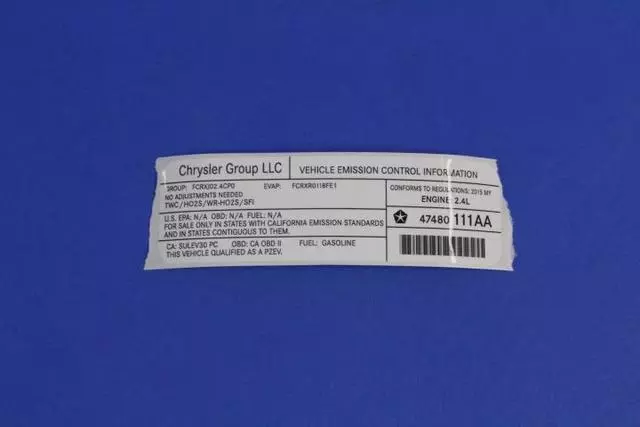 Chrysler Group LLC
VEHICLE EMISSION CONTROL INFORMATION
GROUP: FCRXJ02.4CP0 EVAP: FCRXR0118FE1
NO ADJUSTMENTS NEEDED
TWC/HO2S/WR-HO2S/SFI
CONFORMS TO REGULATIONS: 2015 MY
ENGINE: 2.4L
U.S. EPA: N/A OBD: N/A FUEL: N/A
FOR SALE ONLY IN STATES WITH CALIFORNIA EMISSION STANDARDS
AND IN STATES CONTIGUOUS TO THEM.
47480111AA
CA: SULEV30 PC OBD: CA OBD II FUEL: GASOLINE
THIS VEHICLE QUALIFIED AS A PZEV.